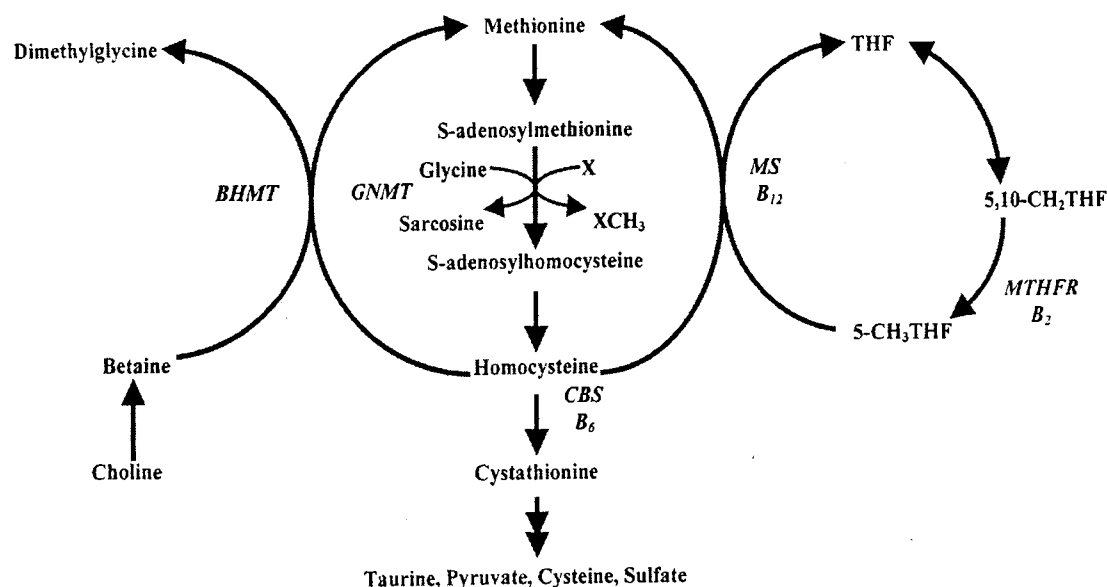 Methionine
Dimethylglycine
THF
S-adenosylmethionine
Glycine
X
BHMT
GNMT
MS
B₁₂
5,10-CH₂THF
Sarcosine
XCH₃
S-adenosylhomocysteine
MTHFR
B₂
5-CH₃THF
Betaine
Homocysteine
CBS
B₆
Choline
Cystathionine
Taurine, Pyruvate, Cysteine, Sulfate